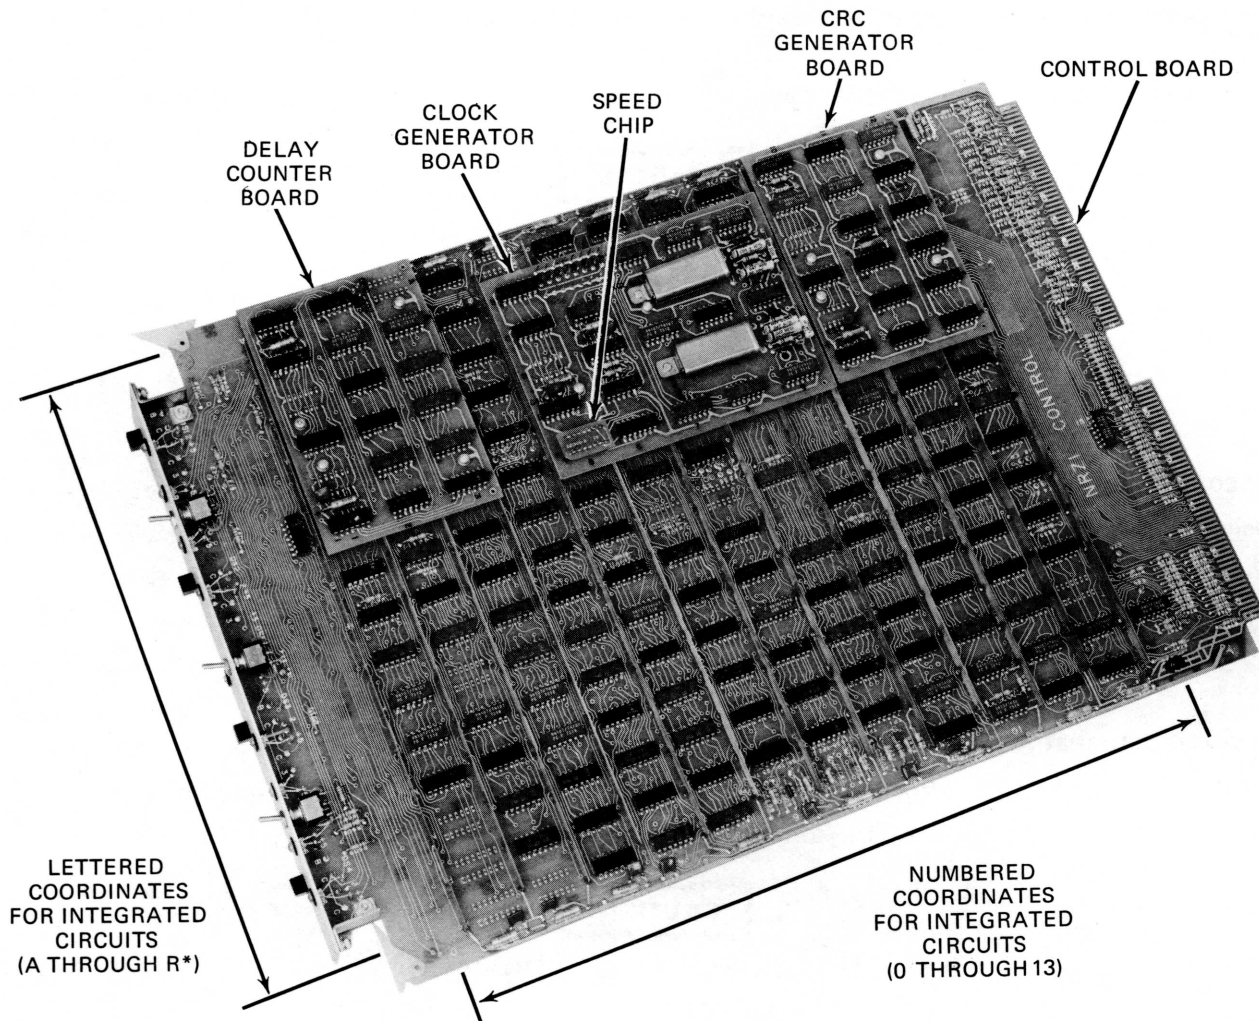 CRC
GENERATOR
BOARD
CONTROL BOARD
SPEED
CHIP
CLOCK
GENERATOR
BOARD
DELAY
COUNTER
BOARD
NRZI CONTROL
LETTERED
COORDINATES
FOR INTEGRATED
CIRCUITS
(A THROUGH R*)
NUMBERED
COORDINATES
FOR INTEGRATED
CIRCUITS
(0 THROUGH 13)